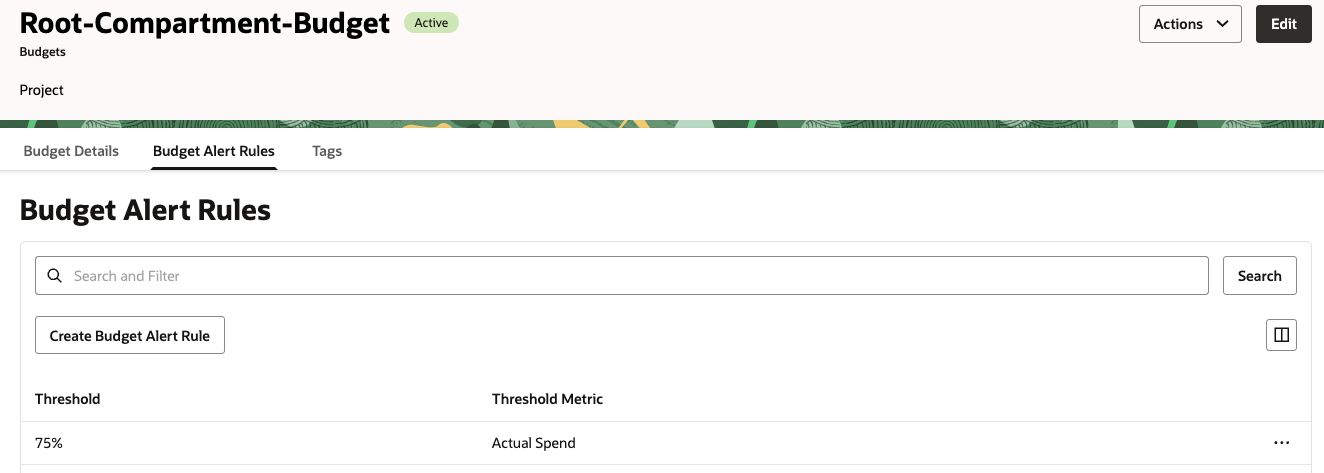 Root-Compartment-Budget Active
Actions Edit
Budgets
Project
Budget Details Budget Alert Rules Tags
Budget Alert Rules
Search and Filter Search
Create Budget Alert Rule
Threshold Threshold Metric
75% Actual Spend ...